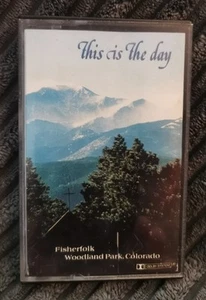 This is The day
Fisherfolk
Woodland Park, Colorado